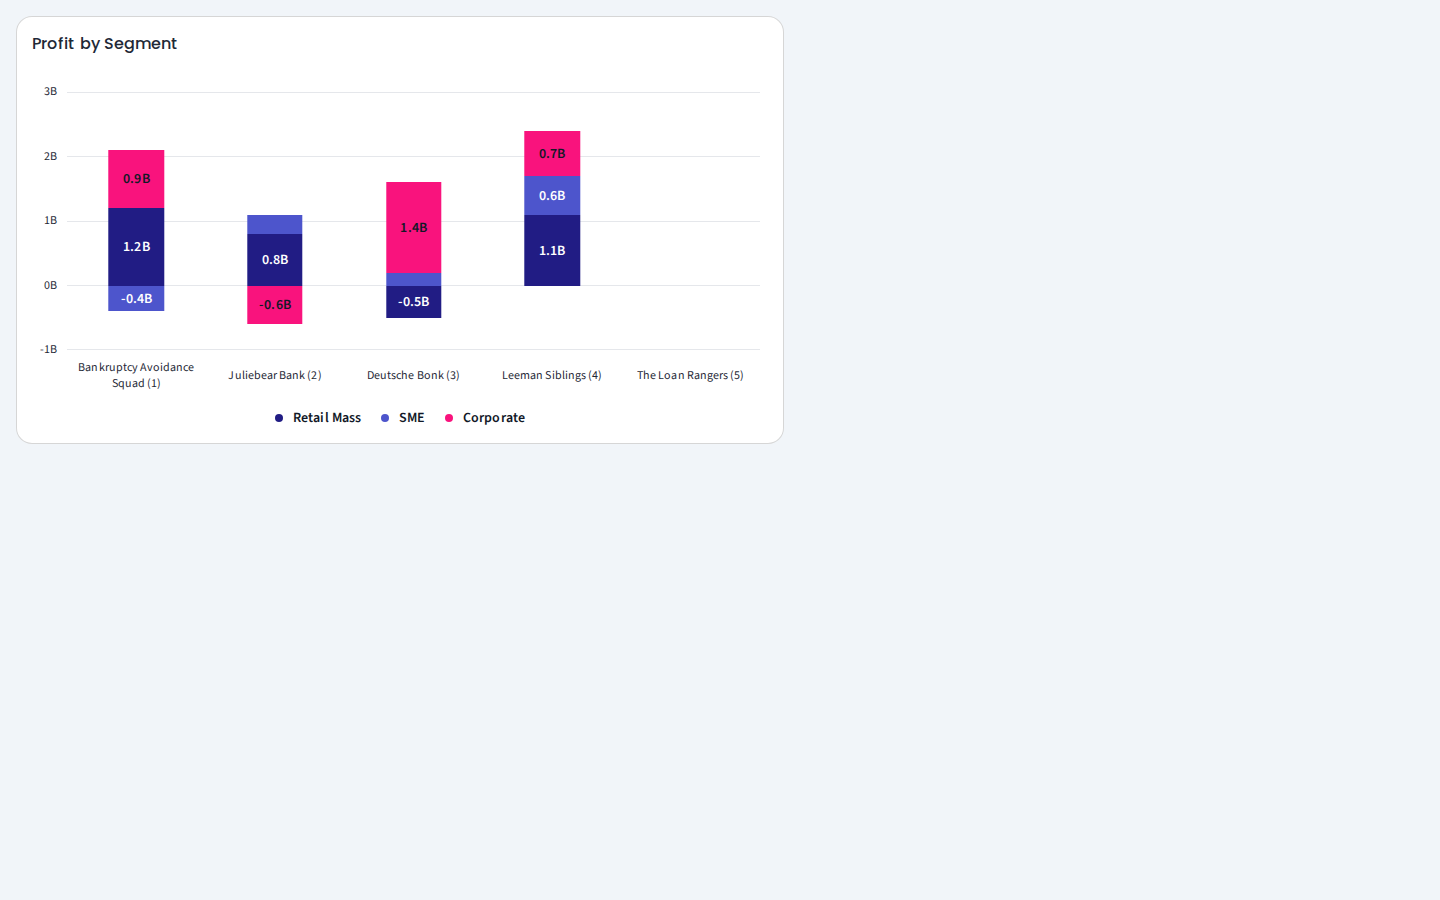 Profit by Segment
3B
2B
1B
0B
-1B
0.9B
1.2B
-0.4B
0.8B
-0.6B
1.4B
-0.5B
0.7B
0.6B
1.1B
Bankruptcy Avoidance
Squad (1)
Juliebear Bank (2)
Deutsche Bonk (3)
Leeman Siblings (4)
The Loan Rangers (5)
Retail Mass
SME
Corporate